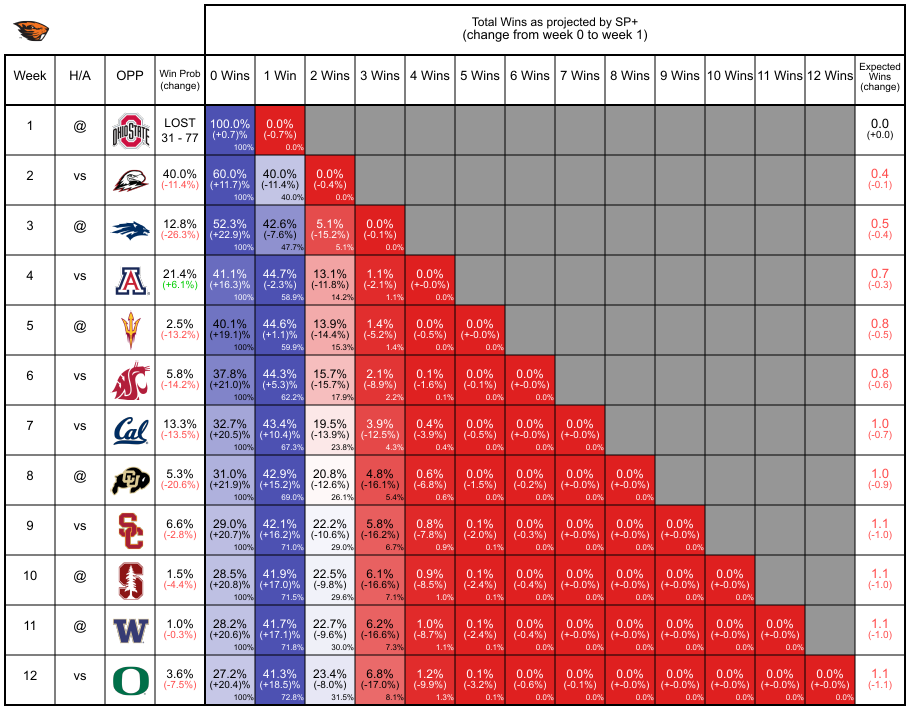 Total Wins as projected by SP+
(change from week 0 to week 1)
Week H/A OPP Win Prob (change) 0 Wins 1 Win 2 Wins 3 Wins 4 Wins 5 Wins 6 Wins 7 Wins 8 Wins 9 Wins 10 Wins 11 Wins 12 Wins Expected Wins (change)
1 @ OHIO STATE LOST 100.0% 0.0% 0.0
31 - 77 (+0.7)% (-0.7)% (+0.0)
100% 0.0%
2 vs 40.0% 60.0% 40.0% 0.0% 0.4
(-11.4%) (+11.7)% (-11.4)% (-0.4)% (-0.1)
100% 40.0% 0.0%
3 @ 12.8% 52.3% 42.6% 5.1% 0.0% 0.5
(-26.3%) (+22.9)% (-7.6)% (-15.2)% (-0.1)% (-0.4)
100% 47.7% 5.1% 0.0%
4 vs A 21.4% 41.1% 44.7% 13.1% 1.1% 0.0% 0.7
(+6.1%) (+16.3)% (-2.3)% (-11.8)% (-2.1)% (+-0.0)% (-0.3)
100% 58.9% 14.2% 1.1% 0.0%
5 @ 2.5% 40.1% 44.6% 13.9% 1.4% 0.0% 0.0% 0.8
(-13.2%) (+19.1)% (+1.1)% (-14.4)% (-5.2)% (-0.5)% (+-0.0)% (-0.5)
100% 59.9% 15.3% 1.4% 0.0% 0.0%
6 vs 5.8% 37.8% 44.3% 15.7% 2.1% 0.1% 0.0% 0.0% 0.8
(-14.2%) (+21.0)% (+5.3)% (-15.7)% (-8.9)% (-1.6)% (-0.1)% (+-0.0)% (-0.6)
100% 62.2% 17.9% 2.2% 0.1% 0.0% 0.0%
7 vs Cal 13.3% 32.7% 43.4% 19.5% 3.9% 0.4% 0.0% 0.0% 0.0% 1.0
(-13.5%) (+20.5)% (+10.4)% (-13.9)% (-12.5)% (-3.9)% (-0.5)% (+-0.0)% (+-0.0)% (-0.7)
100% 67.3% 23.8% 4.3% 0.4% 0.0% 0.0% 0.0%
8 @ CU 5.3% 31.0% 42.9% 20.8% 4.8% 0.6% 0.0% 0.0% 0.0% 0.0% 1.0
(-20.6%) (+21.9)% (+15.2)% (-12.6)% (-16.1)% (-6.8)% (-1.5)% (-0.2)% (+-0.0)% (+-0.0)% (-0.9)
100% 69.0% 26.1% 5.4% 0.6% 0.0% 0.0% 0.0% 0.0%
9 vs SC 6.6% 29.0% 42.1% 22.2% 5.8% 0.8% 0.1% 0.0% 0.0% 0.0% 0.0% 1.1
(-2.8%) (+20.7)% (+16.2)% (-10.6)% (-16.2)% (-7.8)% (-2.0)% (-0.3)% (+-0.0)% (+-0.0)% (+-0.0)% (-1.0)
100% 71.0% 29.0% 6.7% 0.9% 0.1% 0.0% 0.0% 0.0% 0.0%
10 @ S 1.5% 28.5% 41.9% 22.5% 6.1% 0.9% 0.1% 0.0% 0.0% 0.0% 0.0% 0.0% 1.1
(-4.4%) (+20.8)% (+17.0)% (-9.8)% (-16.6)% (-8.5)% (-2.4)% (-0.4)% (+-0.0)% (+-0.0)% (+-0.0)% (+-0.0)% (-1.0)
100% 71.5% 29.6% 7.1% 1.0% 0.1% 0.0% 0.0% 0.0% 0.0% 0.0%
11 @ W 1.0% 28.2% 41.7% 22.7% 6.2% 1.0% 0.1% 0.0% 0.0% 0.0% 0.0% 0.0% 0.0% 1.1
(-0.3%) (+20.6)% (+17.1)% (-9.6)% (-16.6)% (-8.7)% (-2.4)% (-0.4)% (+-0.0)% (+-0.0)% (+-0.0)% (+-0.0)% (+-0.0)% (-1.0)
100% 71.8% 30.0% 7.3% 1.1% 0.1% 0.0% 0.0% 0.0% 0.0% 0.0% 0.0%
12 vs O 3.6% 27.2% 41.3% 23.4% 6.8% 1.2% 0.1% 0.0% 0.0% 0.0% 0.0% 0.0% 0.0% 0.0% 1.1
(-7.5%) (+20.4)% (+18.5)% (-8.0)% (-17.0)% (-9.9)% (-3.2)% (-0.6)% (-0.1)% (+-0.0)% (+-0.0)% (+-0.0)% (+-0.0)% (+-0.0)% (-1.1)
100% 72.8% 31.5% 8.1% 1.3% 0.1% 0.0% 0.0% 0.0% 0.0% 0.0% 0.0% 0.0%